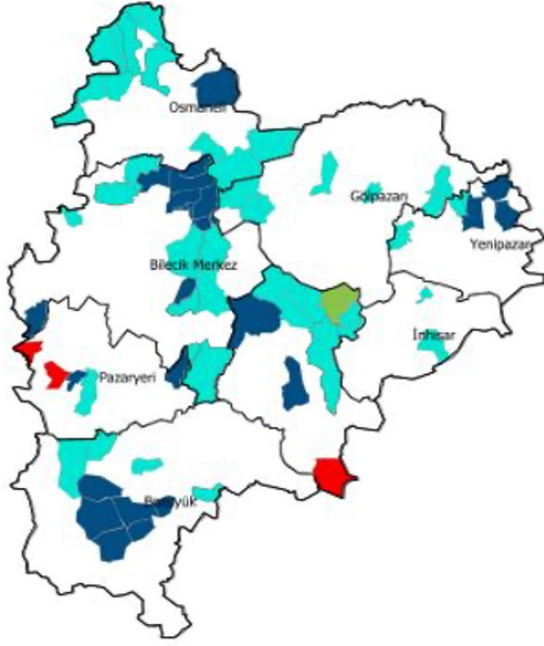 Osmaneli
Gölpazarı
Yenipazar
Bilecik Merkez
İnhisar
Pazaryeri
Bozüyük